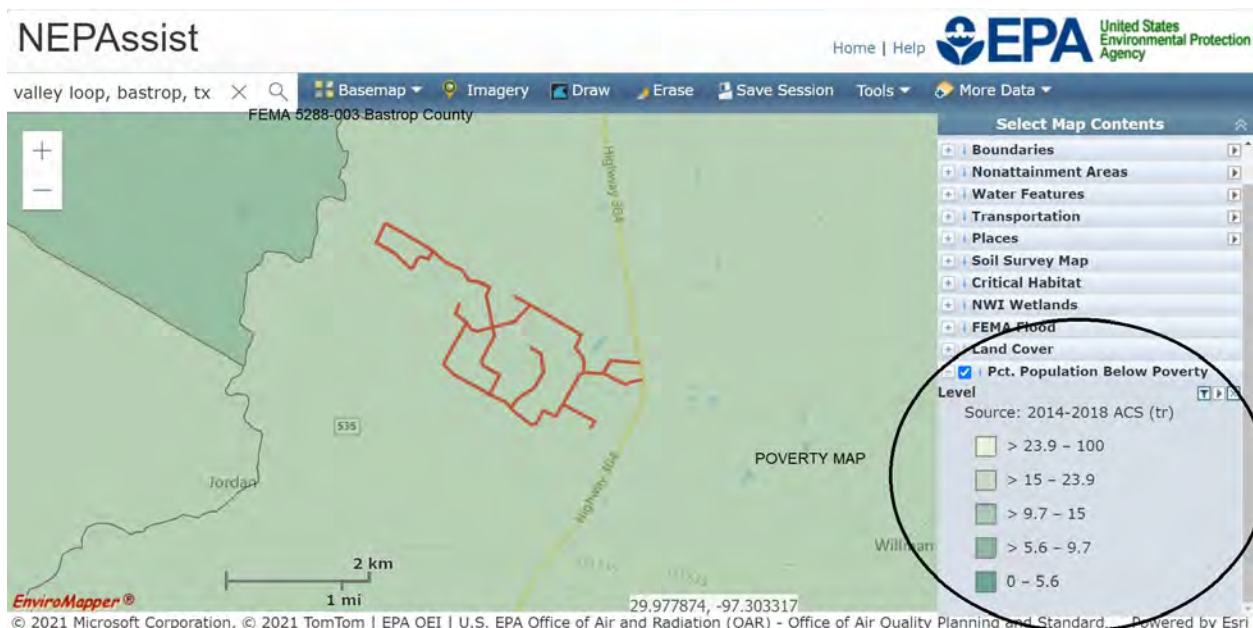 NEPAssist
Home | Help
EPA
United States
Environmental Protection
Agency
valley loop, bastrop, tx
Basemap
Imagery
Draw
Erase
Save Session
Tools
More Data
FEMA 5288-003 Bastrop County
Select Map Contents
Boundaries
Nonattainment Areas
Water Features
Transportation
Places
Soil Survey Map
Critical Habitat
NWI Wetlands
FEMA Flood
Land Cover
Pct. Population Below Poverty
Level
Source: 2014-2018 ACS (tr)
> 23.9 – 100
> 15 – 23.9
> 9.7 – 15
> 5.6 – 9.7
0 – 5.6
Highway 304
535
POVERTY MAP
Jordan
Highway 304
2 km
1 mi
EnviroMapper ®
29.977874, -97.303317
© 2021 Microsoft Corporation, © 2021 TomTom | EPA OEI | U.S. EPA Office of Air and Radiation (OAR) - Office of Air Quality Planning and Standard... Powered by Esri